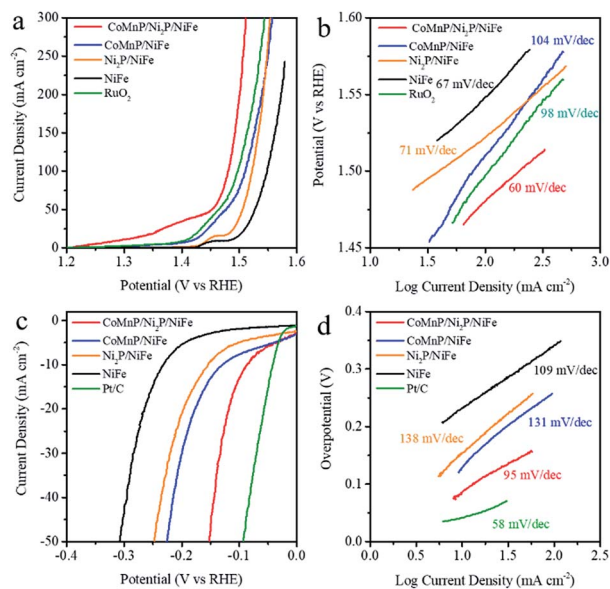 a
CoMnP/Ni₂P/NiFe
CoMnP/NiFe
Ni₂P/NiFe
NiFe
RuO₂
300
250
200
150
100
50
0
1.2 1.3 1.4 1.5 1.6
Current Density (mA cm⁻²)
Potential (V vs RHE)
b
CoMnP/Ni₂P/NiFe
CoMnP/NiFe
Ni₂P/NiFe
NiFe
RuO₂
104 mV/dec
67 mV/dec
98 mV/dec
71 mV/dec
60 mV/dec
1.60
1.55
1.50
1.45
1.0 1.5 2.0 2.5 3.0
Potential (V vs RHE)
Log Current Density (mA cm⁻²)
c
CoMnP/Ni₂P/NiFe
CoMnP/NiFe
Ni₂P/NiFe
NiFe
Pt/C
0
-10
-20
-30
-40
-50
-0.4 -0.3 -0.2 -0.1 0.0
Current Density (mA cm⁻²)
Potential (V vs RHE)
d
CoMnP/Ni₂P/NiFe
CoMnP/NiFe
Ni₂P/NiFe
NiFe
Pt/C
109 mV/dec
138 mV/dec
131 mV/dec
95 mV/dec
58 mV/dec
0.4
0.3
0.2
0.1
0.0
0.0 0.5 1.0 1.5 2.0 2.5
Overpotential (V)
Log Current Density (mA cm⁻²)